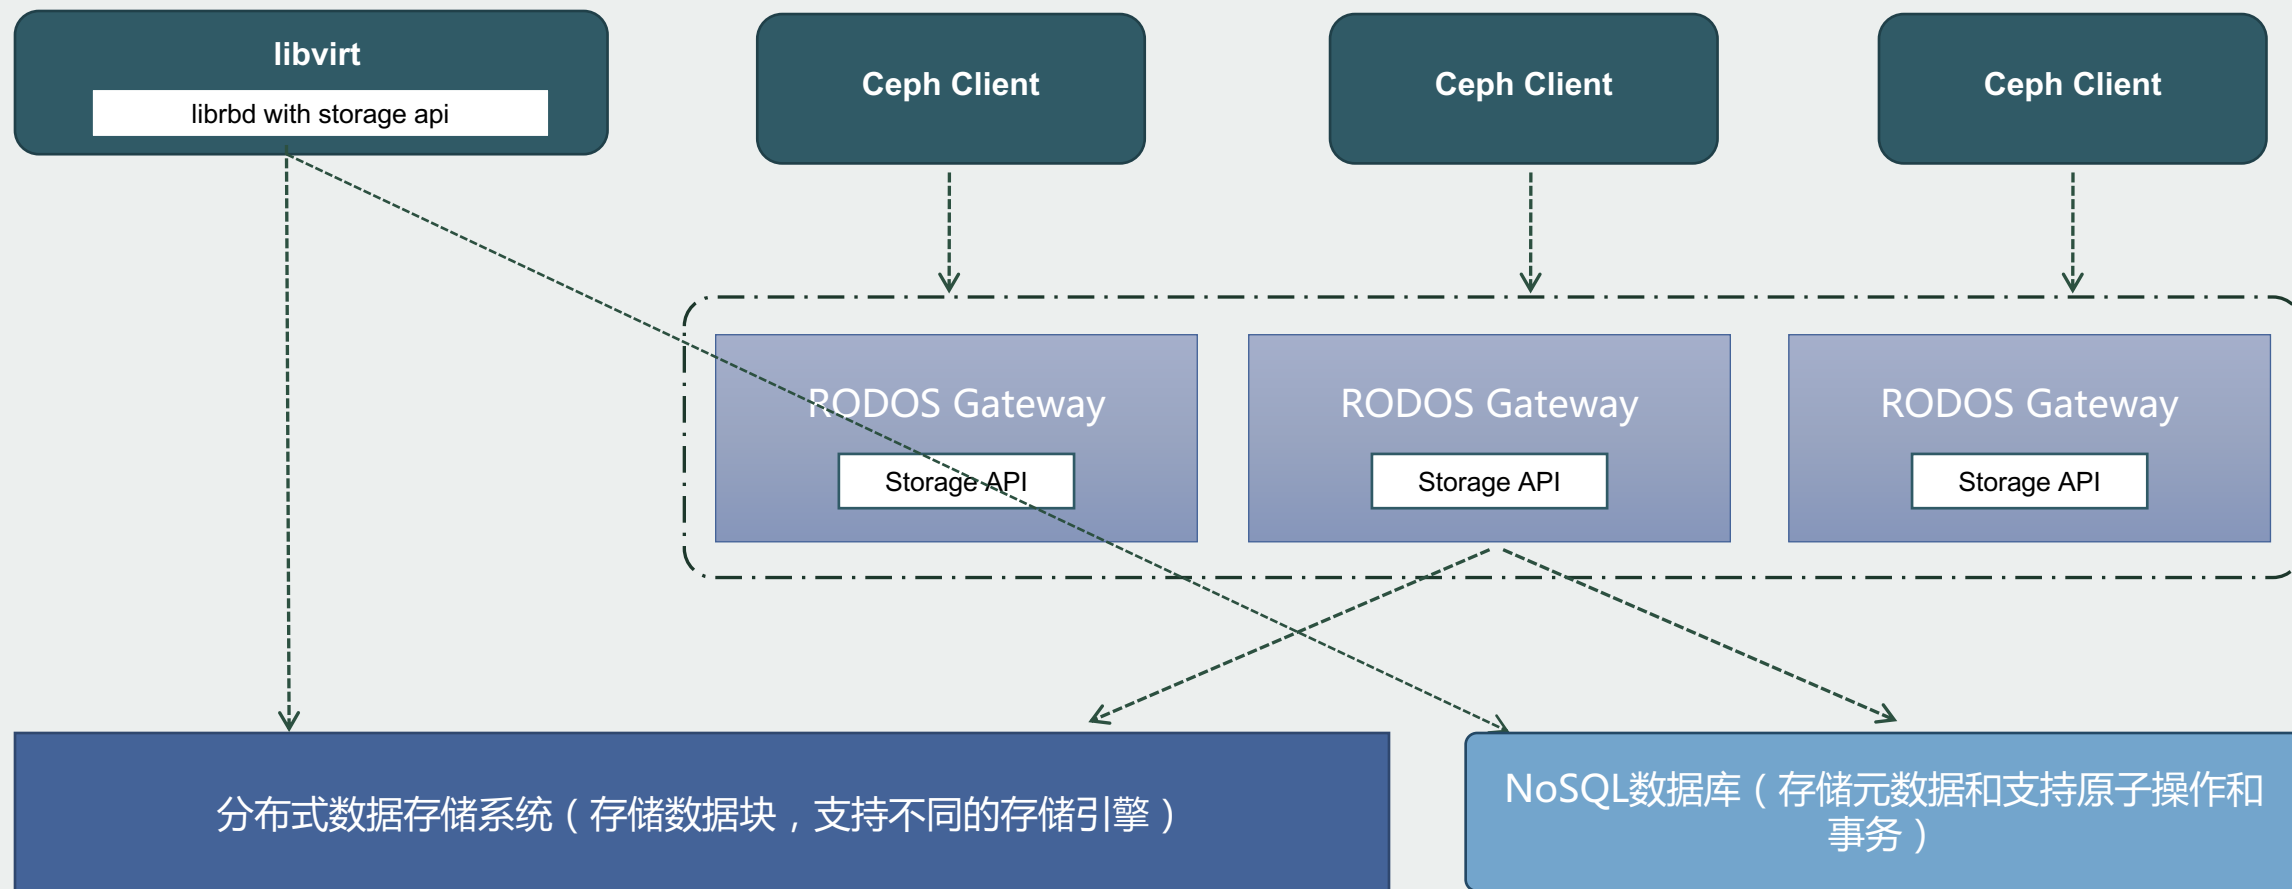 libvirt
librbd with storage api
Ceph Client
Ceph Client
Ceph Client
RODOS Gateway
Storage API
RODOS Gateway
Storage API
RODOS Gateway
Storage API
分布式数据存储系统（存储数据块，支持不同的存储引擎）
NoSQL数据库（存储元数据和支持原子操作和
事务）